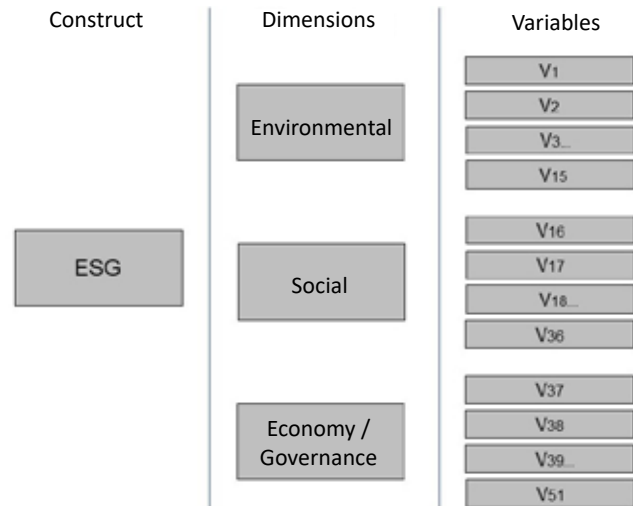 Construct
Dimensions
Variables
ESG
Environmental
Social
Economy /
Governance
V1
V2
V3...
V15
V16
V17
V18...
V36
V37
V38
V39...
V51